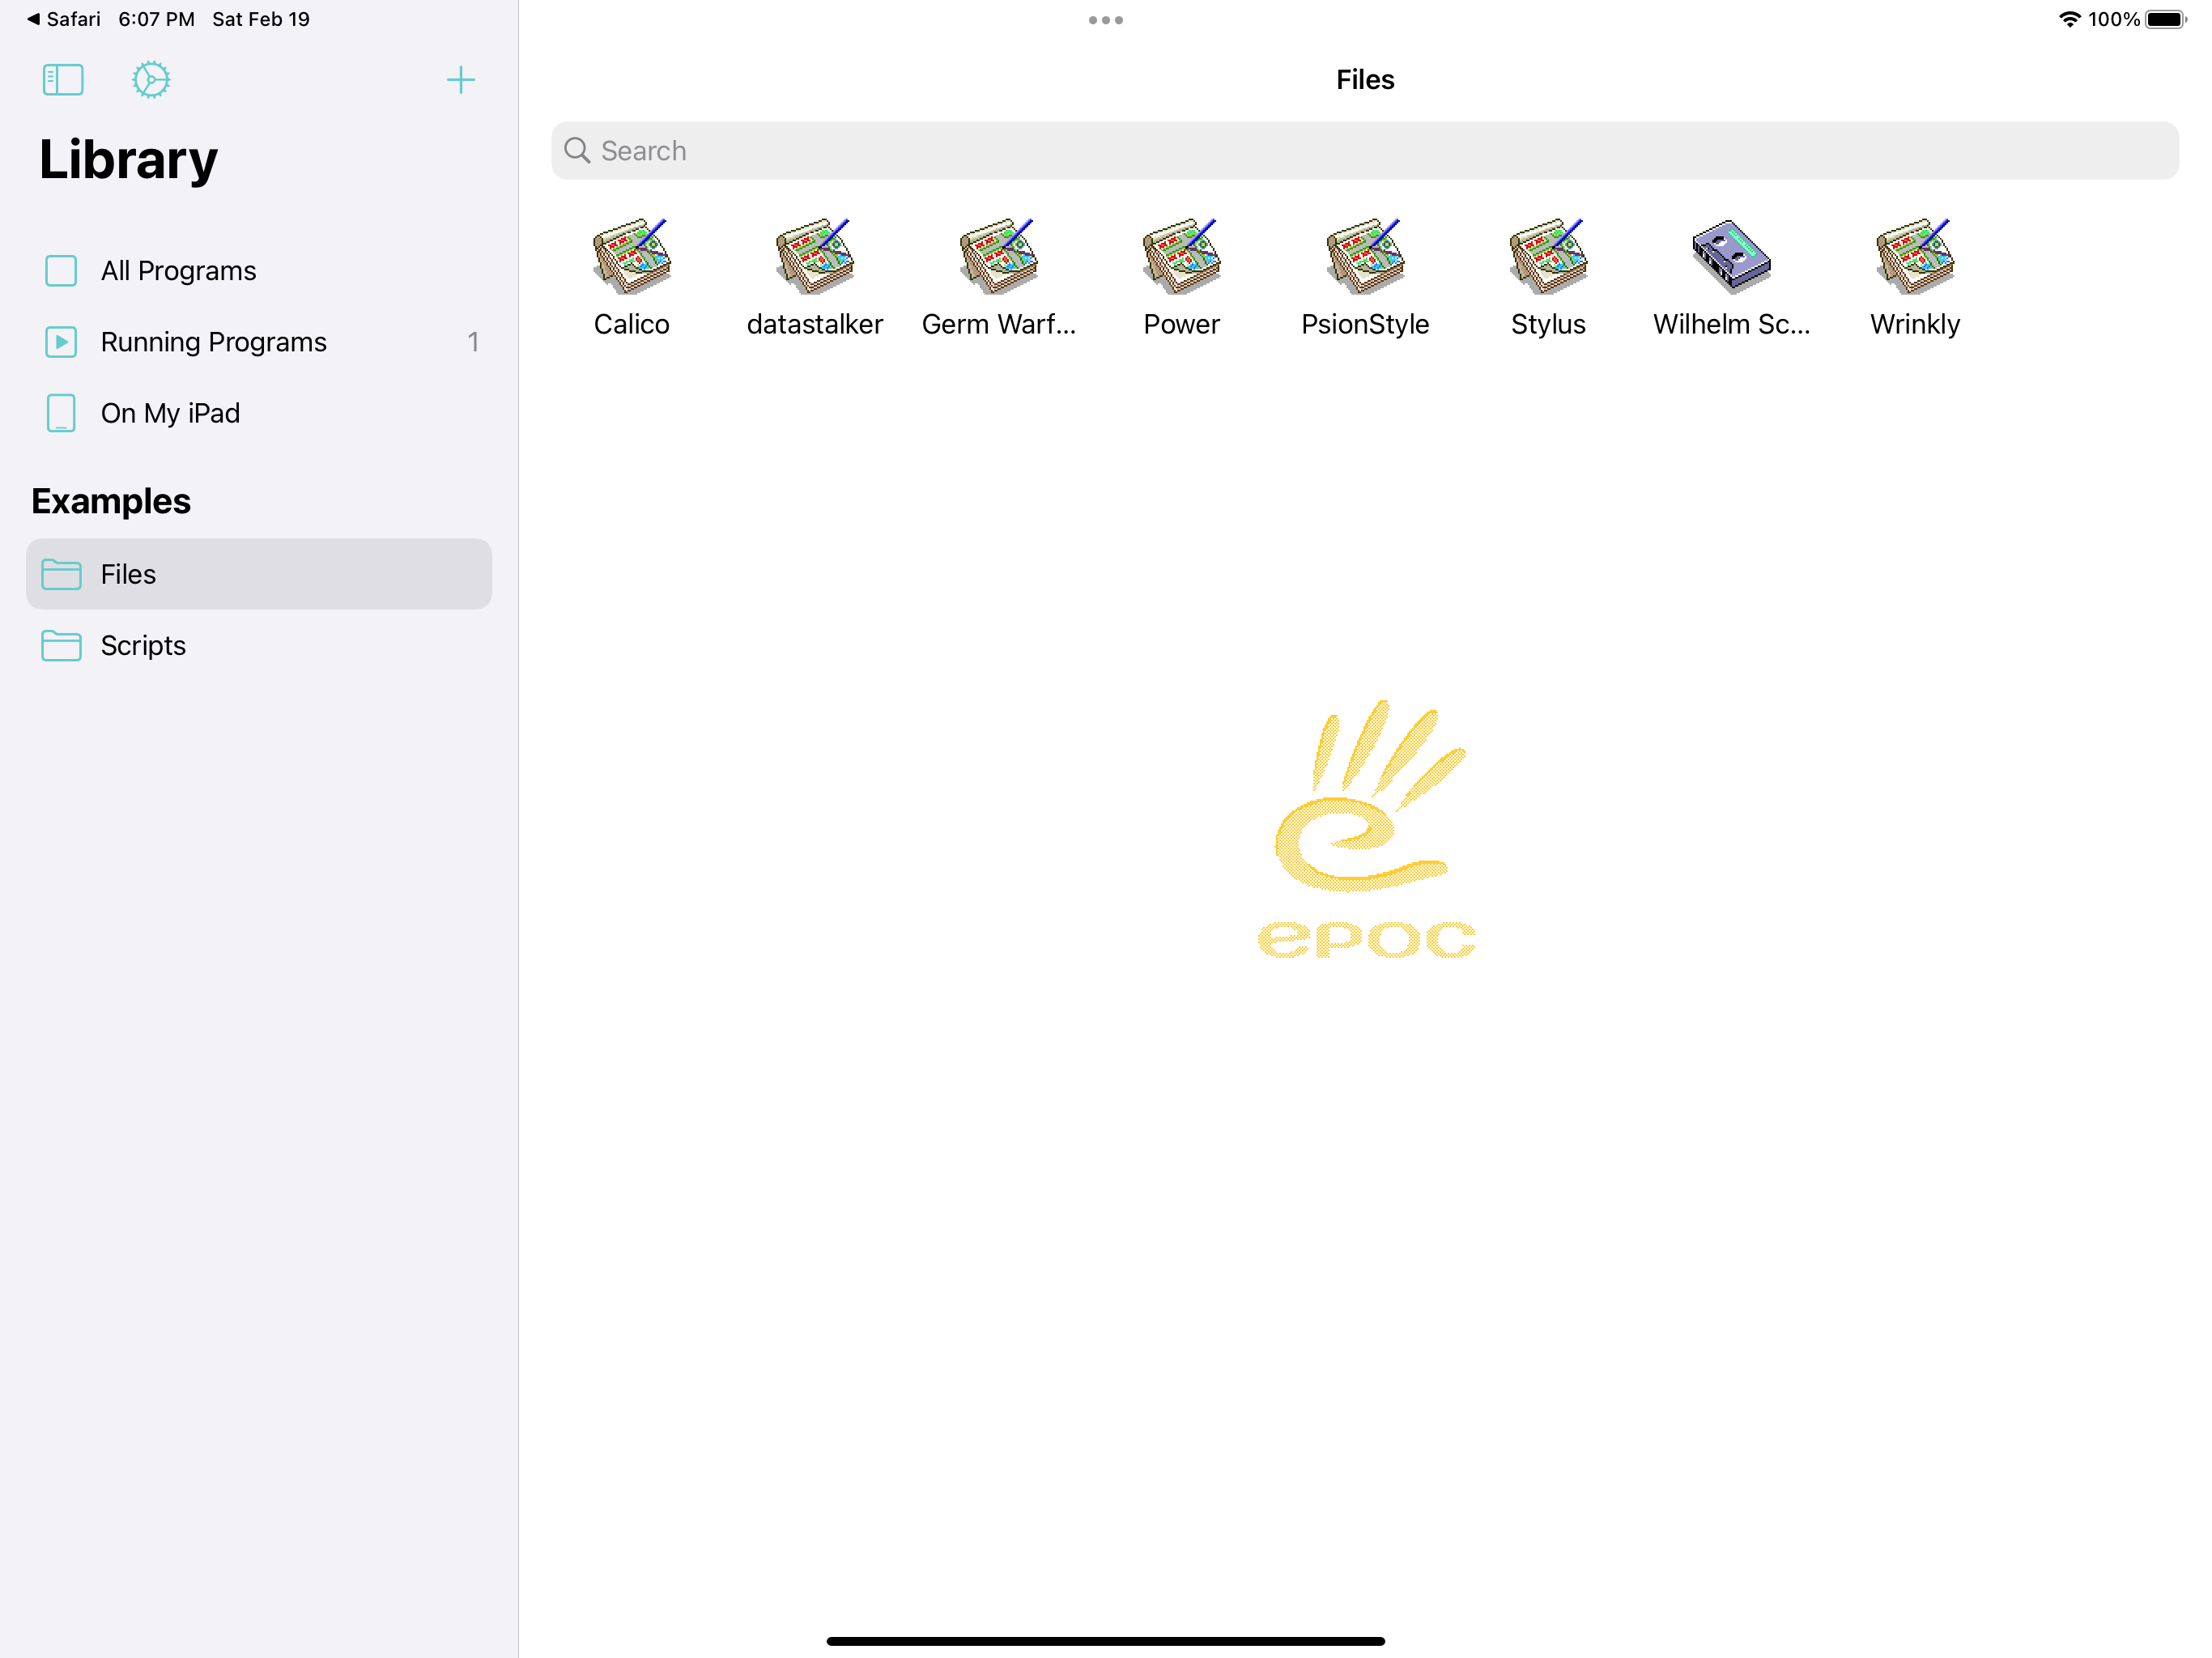 Safari 6:07 PM Sat Feb 19
100%
Library
All Programs
Running Programs 1
On My iPad
Examples
Files
Scripts
Files
Search
Calico datastalker Germ Warf... Power PsionStyle Stylus Wilhelm Sc... Wrinkly
epoc